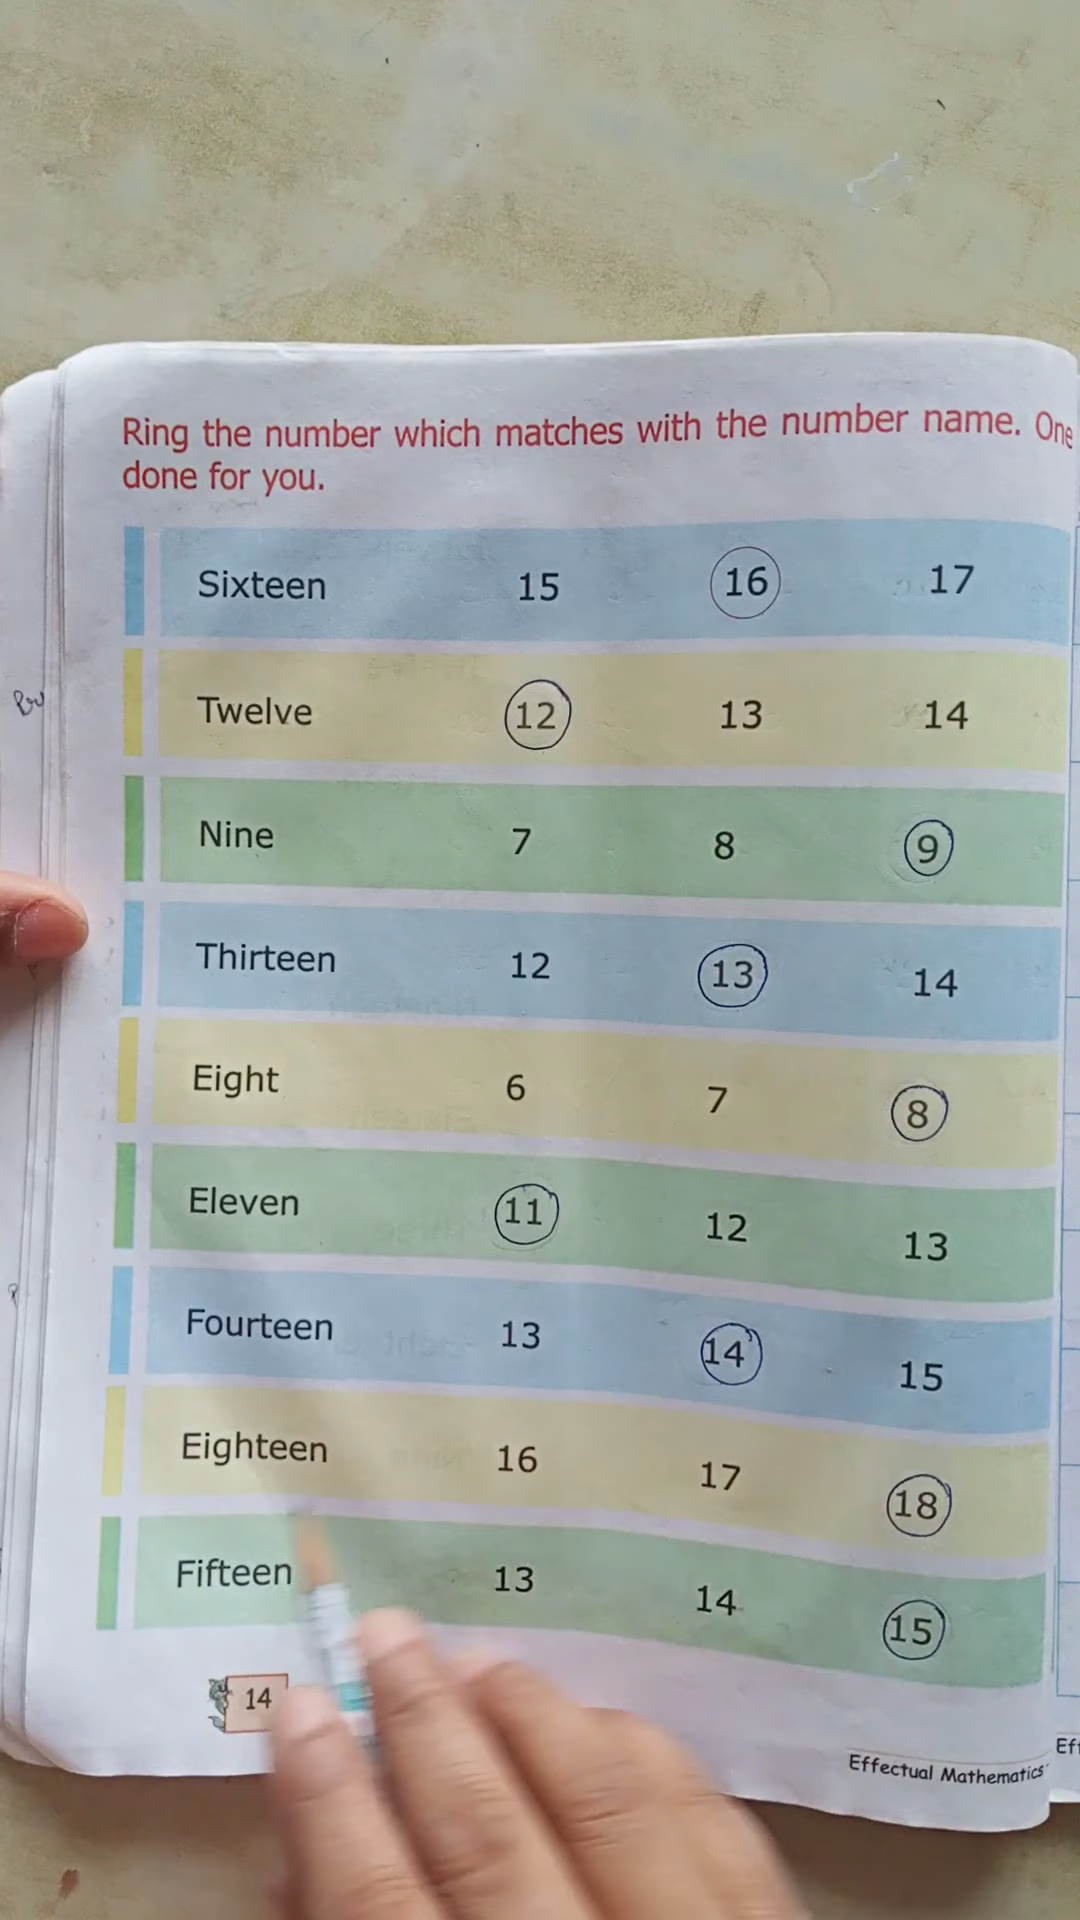 Ring the number which matches with the number name. One
done for you.
Sixteen 15 16 17
Twelve 12 13 14
Nine 7 8 9
Thirteen 12 13 14
Eight 6 7 8
Eleven 11 12 13
Fourteen 13 14 15
Eighteen 16 17 18
Fifteen 13 14 15
14
Effectual Mathematics